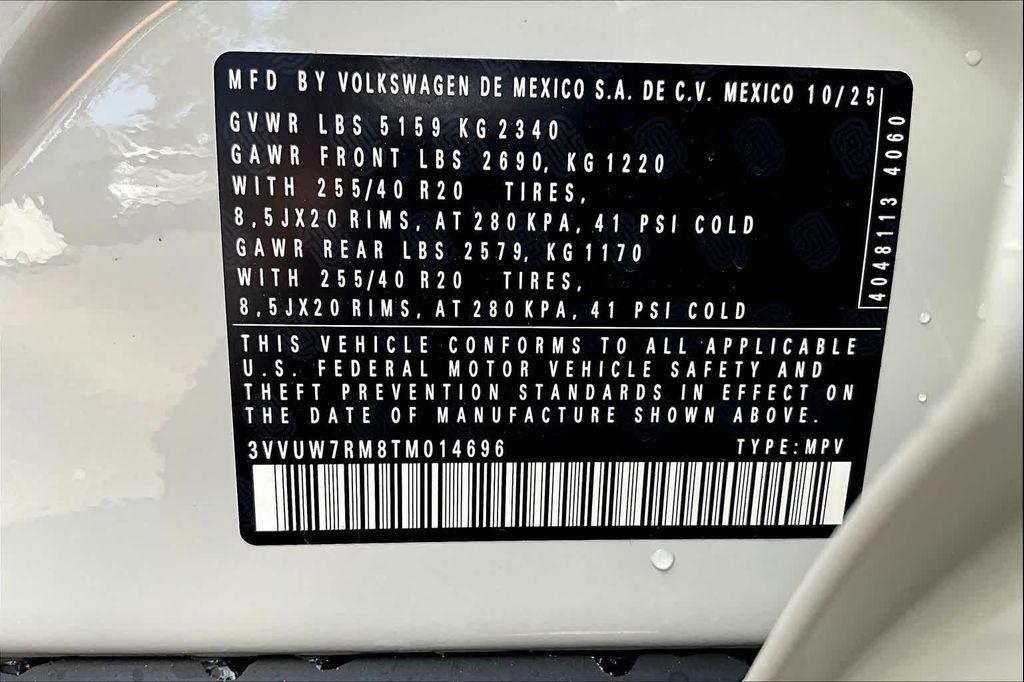 MFD BY VOLKSWAGEN DE MEXICO S.A. DE C.V. MEXICO 10/25
GVWR LBS 5159 KG 2340
GAWR FRONT LBS 2690, KG 1220
WITH 255/40 R20 TIRES,
8,5JX20 RIMS, AT 280 KPA, 41 PSI COLD
GAWR REAR LBS 2579, KG 1170
WITH 255/40 R20 TIRES,
8,5JX20 RIMS, AT 280 KPA, 41 PSI COLD
4048113 4060
THIS VEHICLE CONFORMS TO ALL APPLICABLE
U.S. FEDERAL MOTOR VEHICLE SAFETY AND
THEFT PREVENTION STANDARDS IN EFFECT ON
THE DATE OF MANUFACTURE SHOWN ABOVE.
3VVUW7RM8TM014696 TYPE: MPV